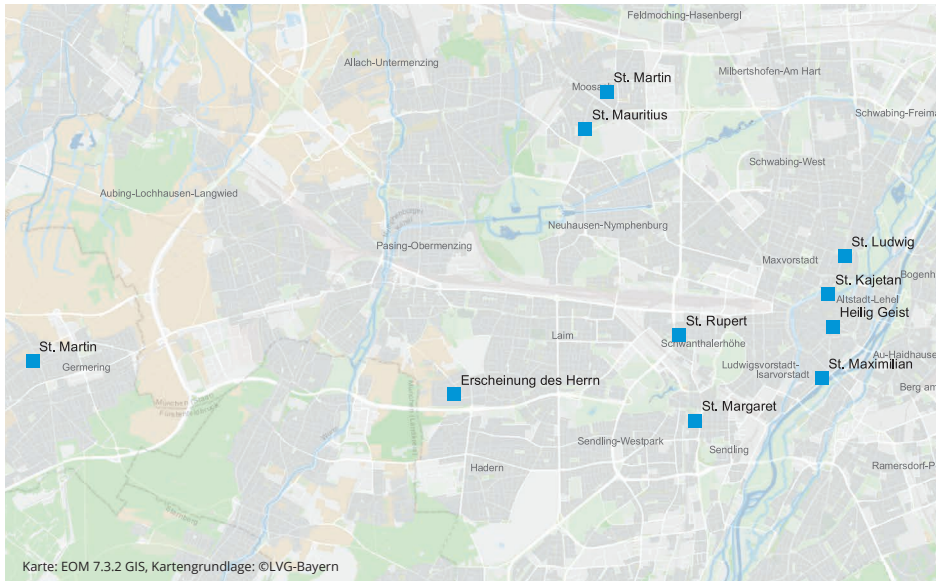 Feldmoching-Hasenbergl
Allach-Untermenzing
Milbertshofen-Am Hart
St. Martin
Moosach
St. Mauritius
Schwabing-Freima
Schwabing-West
Aubing-Lochhausen-Langwied
Neuhausen-Nymphenburg
Pasing-Obermenzing
St. Ludwig
Maxvorstadt
Bogenh
St. Kajetan
Altstadt-Lehel
Heilig Geist
St. Rupert
Laim
Schwanthalerhöhe
St. Martin
Germering
Au-Haidhause
Ludwigsvorstadt-
Isarvorstadt
St. Maximilian
Erscheinung des Herrn
Berg am
St. Margaret
Sendling-Westpark
Sendling
Hadern
Ramersdorf-P
Starnberg
Karte: EOM 7.3.2 GIS, Kartengrundlage: ©LVG-Bayern